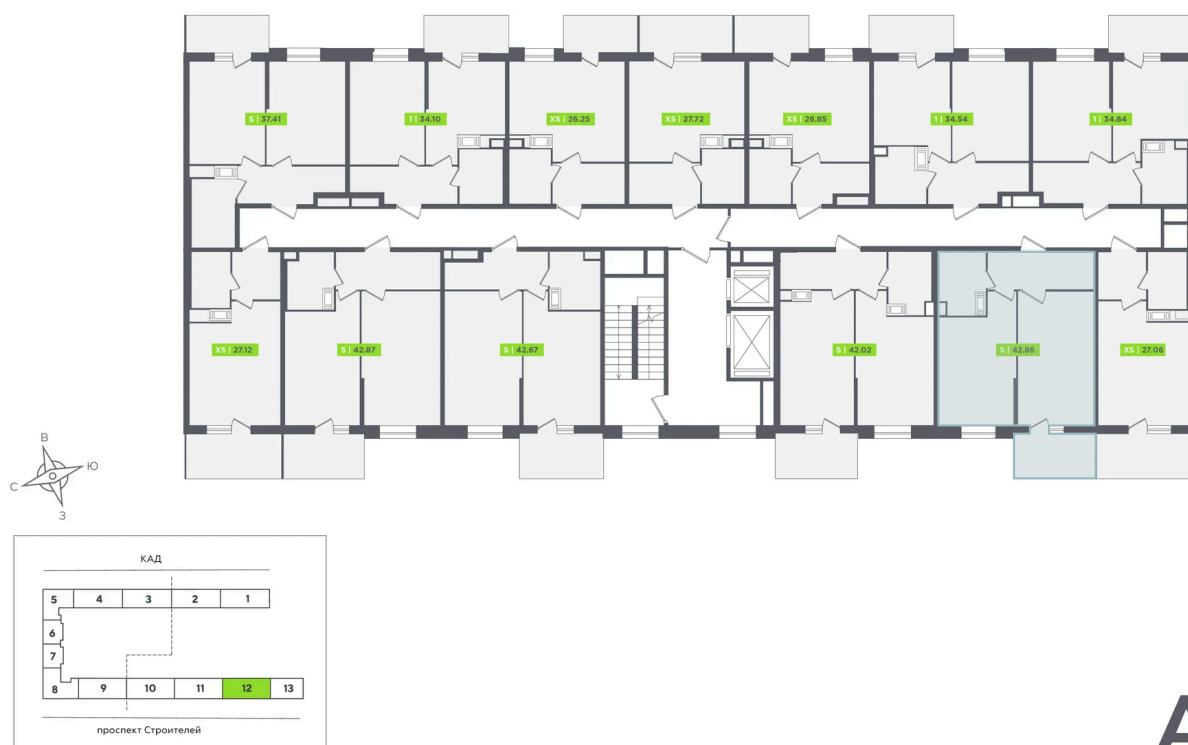 S | 37.41
1 | 34.10
XS | 26.25
XS | 27.72
XS | 26.85
1 | 34.54
1 | 34.84
XS | 27.12
S | 42.87
S | 42.67
S | 42.02
S | 42.86
XS | 27.06
В
Ю
С
З
КАД
5 4 3 2 1
6
7
8 9 10 11 12 13
проспект Строителей